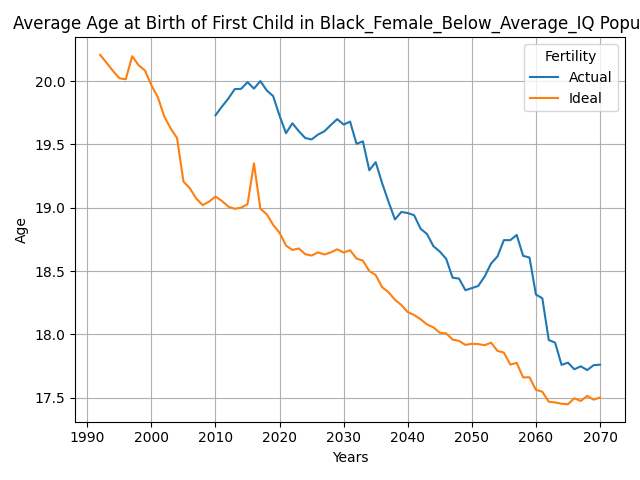 Average Age at Birth of First Child in Black_Female_Below_Average_IQ Popu
Fertility
Actual
Ideal
Age
20.0
19.5
19.0
18.5
18.0
17.5
1990 2000 2010 2020 2030 2040 2050 2060 2070
Years